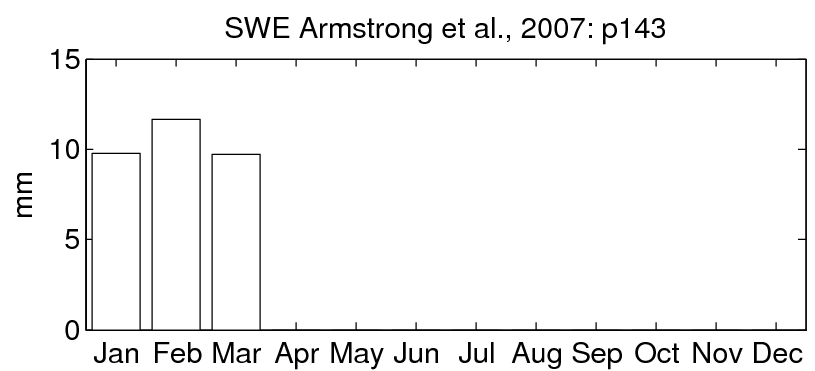 SWE Armstrong et al., 2007: p143
15
10
5
0
mm
Jan Feb Mar Apr May Jun Jul Aug Sep Oct Nov Dec